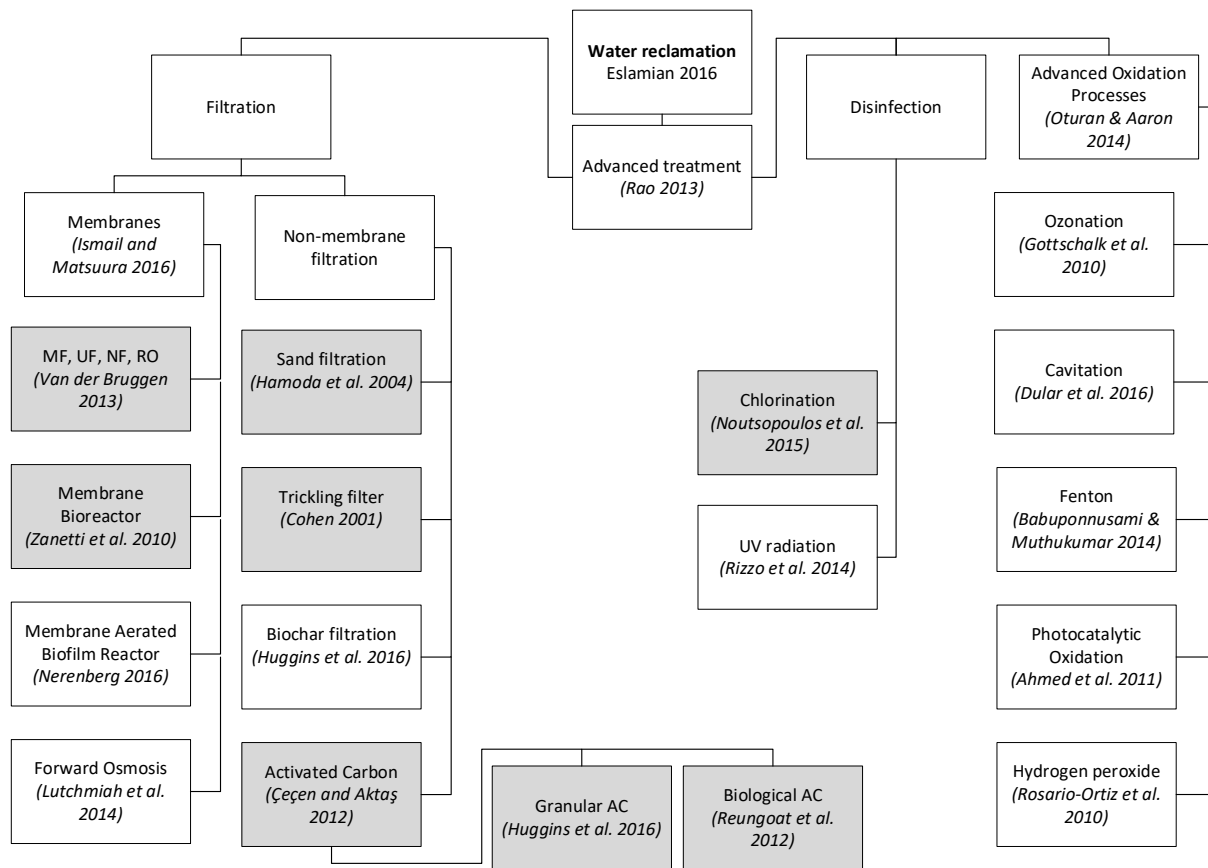 Water reclamation
Eslamian 2016
Advanced treatment
(Rao 2013)
Filtration
Membranes
(Ismail and
Matsuura 2016)
MF, UF, NF, RO
(Van der Bruggen
2013)
Membrane
Bioreactor
(Zanetti et al. 2010)
Membrane Aerated
Biofilm Reactor
(Nerenberg 2016)
Forward Osmosis
(Lutchmiah et al.
2014)
Non-membrane
filtration
Sand filtration
(Hamoda et al. 2004)
Trickling filter
(Cohen 2001)
Biochar filtration
(Huggins et al. 2016)
Activated Carbon
(Çeçen and Aktaş
2012)
Granular AC
(Huggins et al. 2016)
Biological AC
(Reungoat et al.
2012)
Disinfection
Chlorination
(Noutsopoulos et al.
2015)
UV radiation
(Rizzo et al. 2014)
Advanced Oxidation
Processes
(Oturan & Aaron
2014)
Ozonation
(Gottschalk et al.
2010)
Cavitation
(Dular et al. 2016)
Fenton
(Babuponnusami &
Muthukumar 2014)
Photocatalytic
Oxidation
(Ahmed et al. 2011)
Hydrogen peroxide
(Rosario-Ortiz et al.
2010)